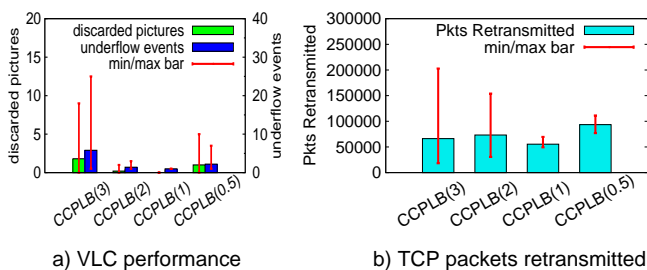 discarded pictures
20
15
10
5
0
discarded pictures
underflow events
min/max bar
40
30
20
10
0
underflow events
CCPLB(3)
CCPLB(2)
CCPLB(1)
CCPLB(0.5)
a) VLC performance
Pkts Retransmitted
300000
250000
200000
150000
100000
50000
0
Pkts Retransmitted
min/max bar
CCPLB(3)
CCPLB(2)
CCPLB(1)
CCPLB(0.5)
b) TCP packets retransmitted